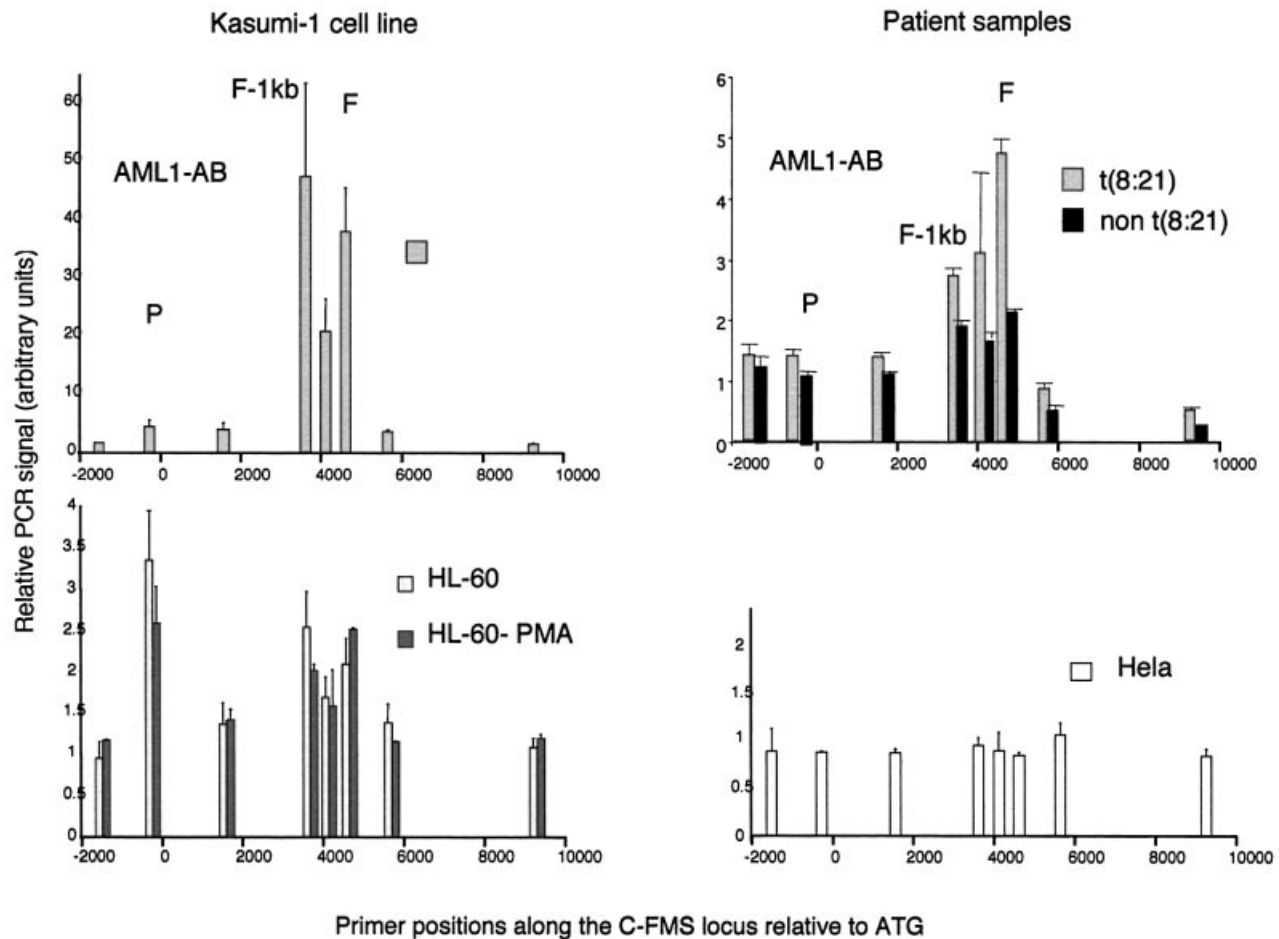 Kasumi-1 cell line
Patient samples
Relative PCR signal (arbitrary units)
60
50
40
30
20
10
0
F-1kb
F
AML1-AB
P
-2000 0 2000 4000 6000 8000 10000
6
5
4
3
2
1
0
F
AML1-AB
F-1kb
P
t(8:21)
non t(8:21)
-2000 0 2000 4000 6000 8000 10000
4
3.5
3
2.5
2
1.5
1
0.5
0
HL-60
HL-60- PMA
-2000 0 2000 4000 6000 8000 10000
2
1.5
1
0.5
0
Hela
-2000 0 2000 4000 6000 8000 10000
Primer positions along the C-FMS locus relative to ATG